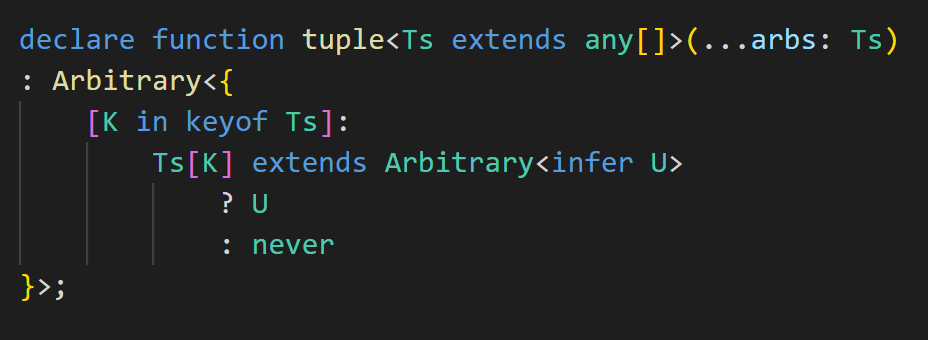 declare function tuple<Ts extends any[]>(...arbs: Ts)
: Arbitrary<{
[K in keyof Ts]:
Ts[K] extends Arbitrary<infer U>
? U
: never
}>;